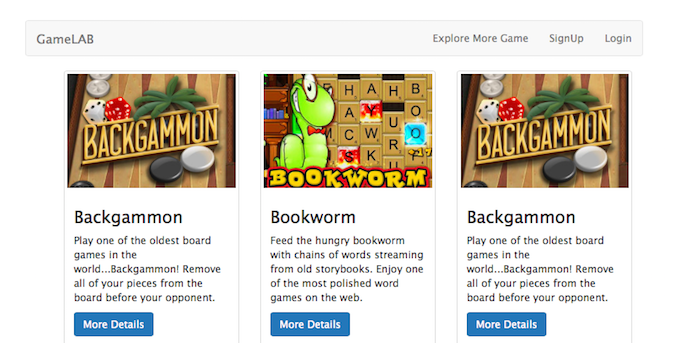 GameLAB
Explore More Game
SignUp
Login
BACKGAMMON
BOOKWORM
BACKGAMMON
Backgammon
Play one of the oldest board
games in the
world...Backgammon! Remove
all of your pieces from the
board before your opponent.
More Details
Bookworm
Feed the hungry bookworm
with chains of words streaming
from old storybooks. Enjoy one
of the most polished word
games on the web.
More Details
Backgammon
Play one of the oldest board
games in the
world...Backgammon! Remove
all of your pieces from the
board before your opponent.
More Details